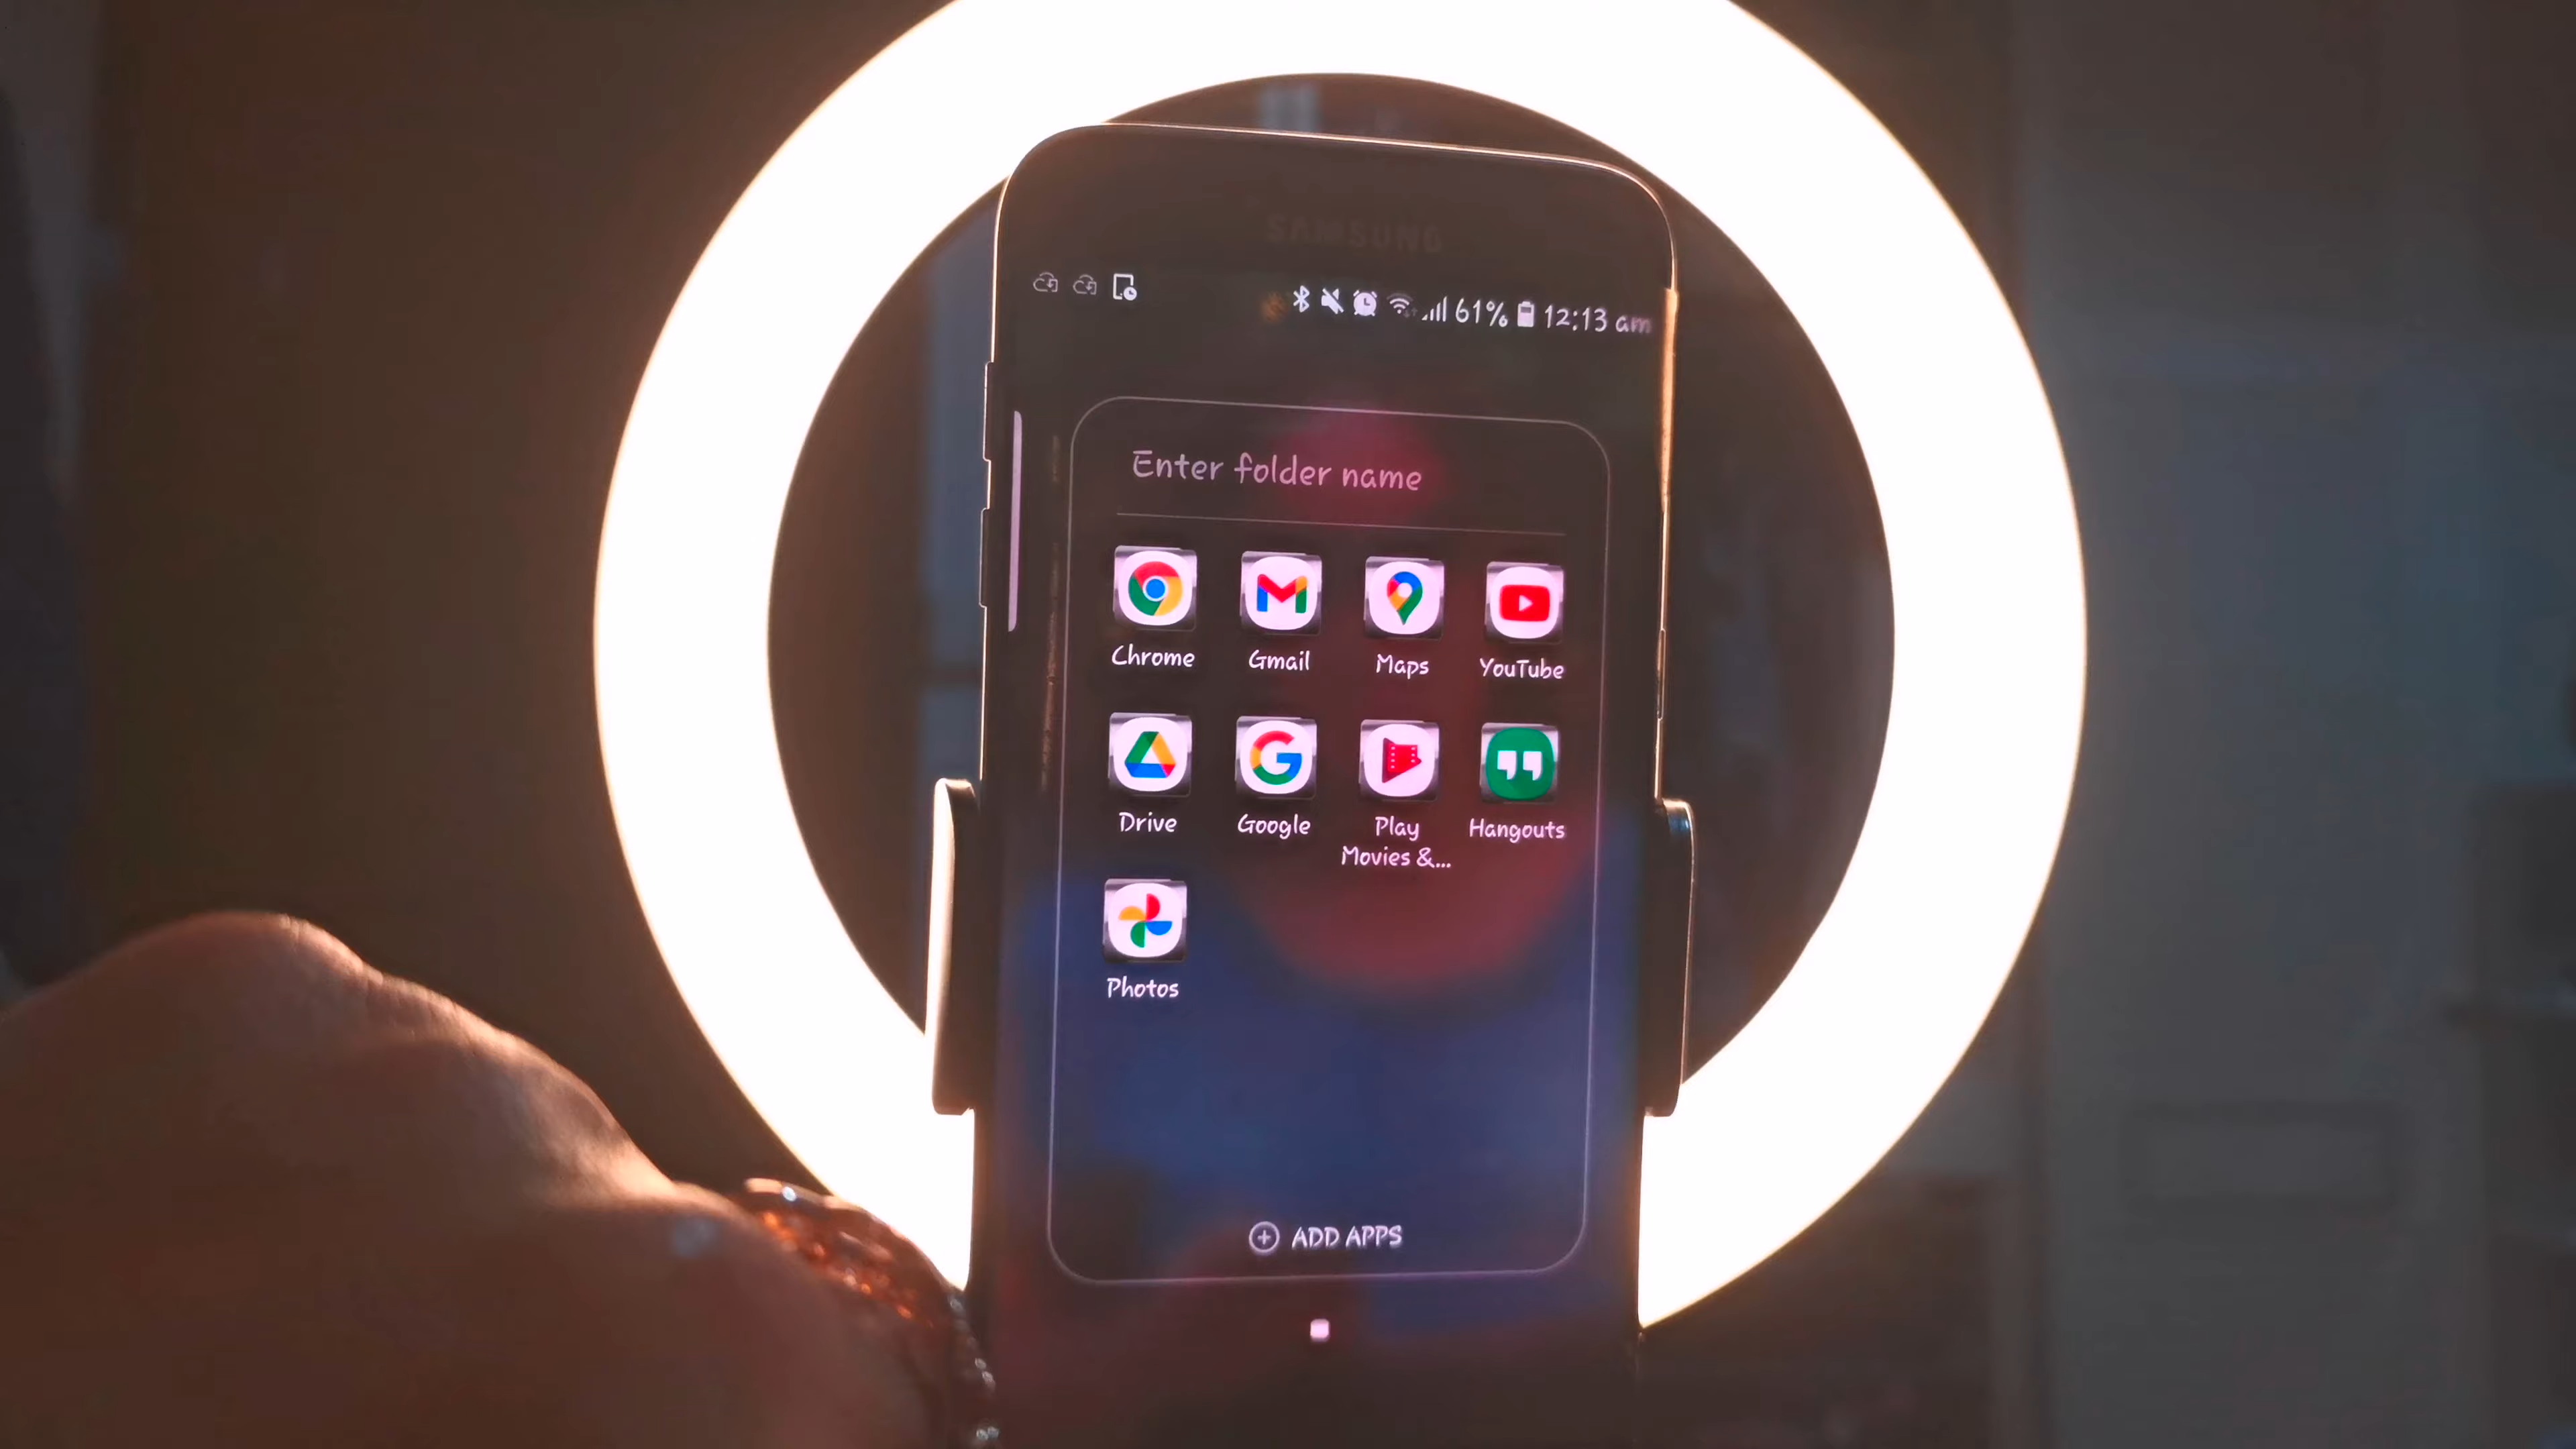 SAMSUNG
61% 12:13 am
Enter folder name
Chrome Gmail Maps YouTube
Drive Google Play Movies &... Hangouts
Photos
ADD APPS